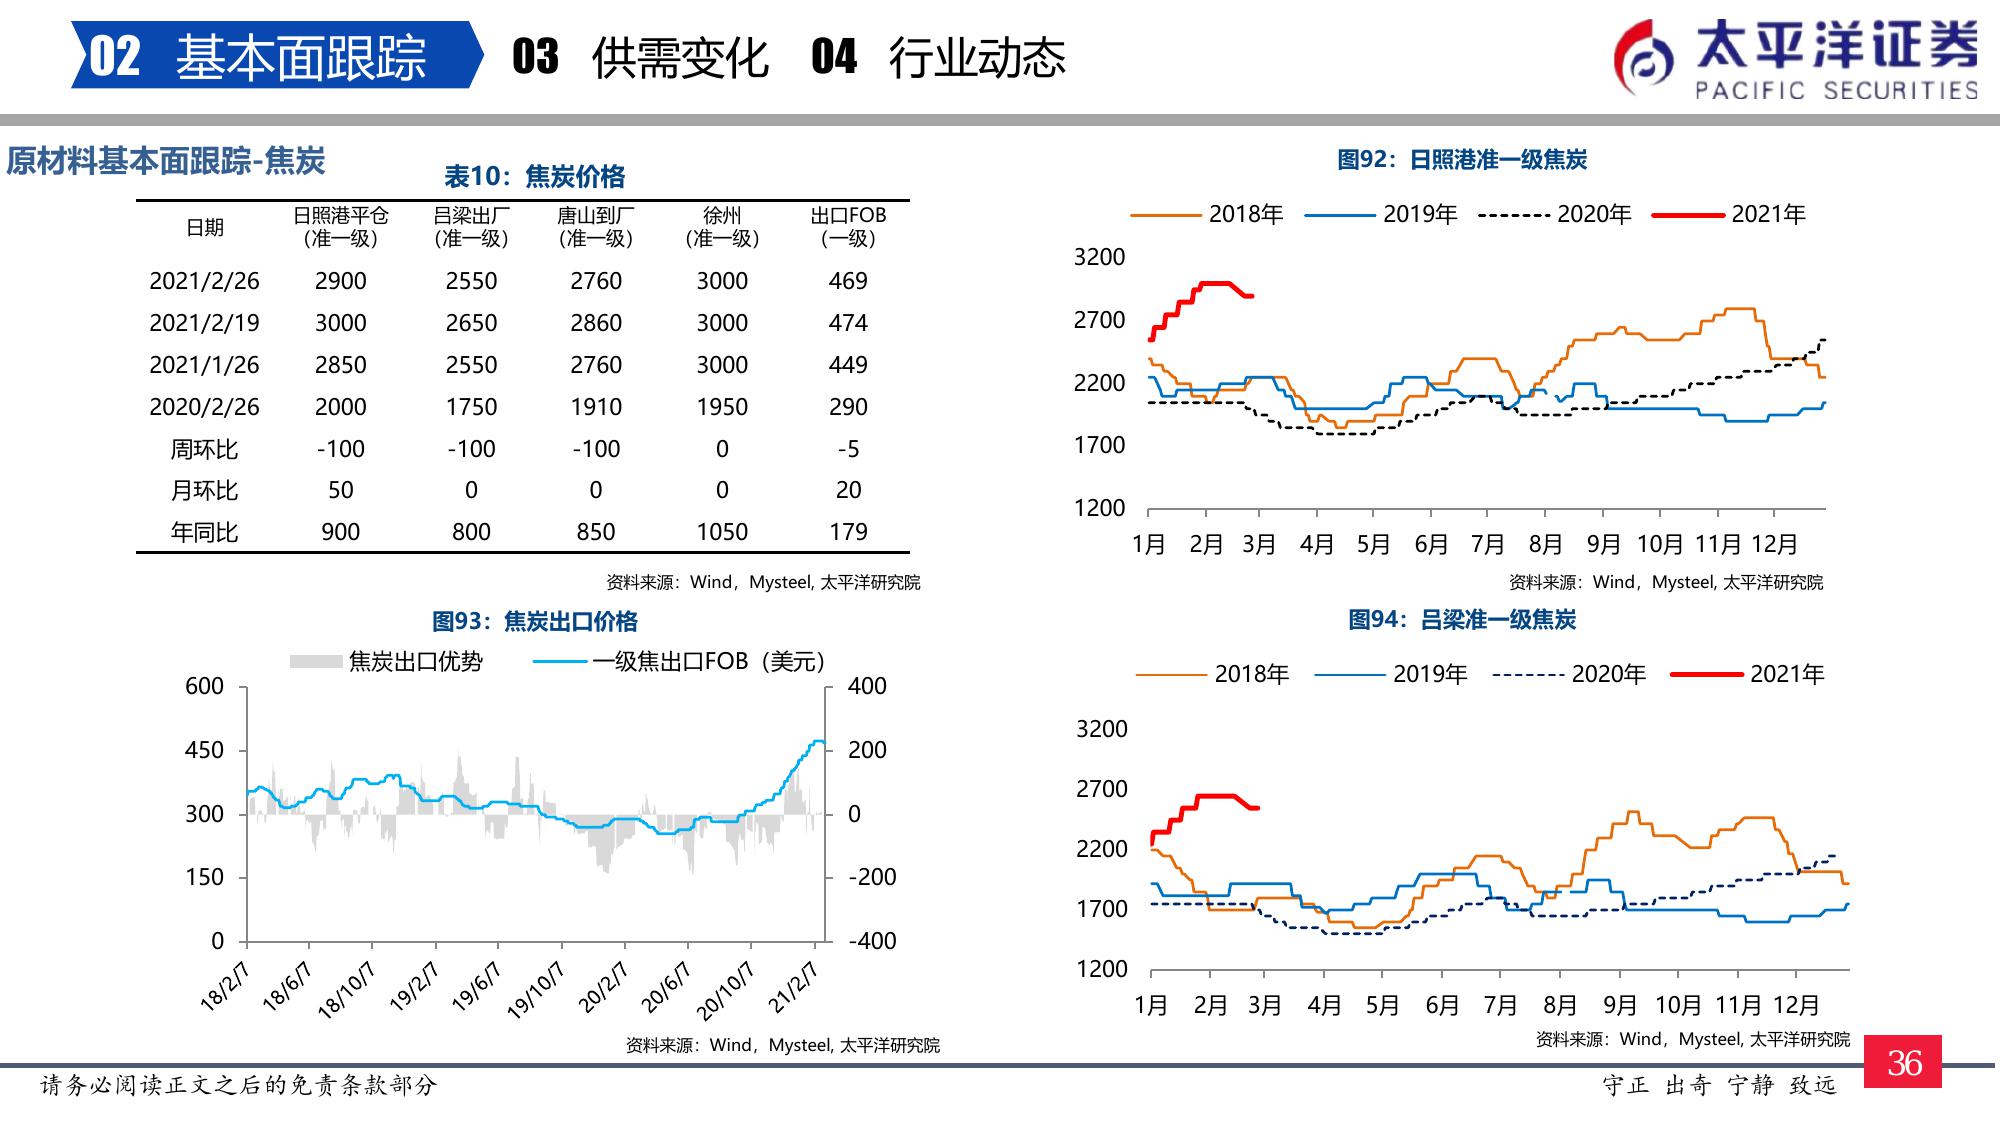 02 基本面跟踪 03 供需变化 04 行业动态
太平洋证券
PACIFIC SECURITIES
原材料基本面跟踪-焦炭
表10：焦炭价格
日期 日照港平仓（准一级） 吕梁出厂（准一级） 唐山到厂（准一级） 徐州（准一级） 出口FOB（一级）
2021/2/26 2900 2550 2760 3000 469
2021/2/19 3000 2650 2860 3000 474
2021/1/26 2850 2550 2760 3000 449
2020/2/26 2000 1750 1910 1950 290
周环比 -100 -100 -100 0 -5
月环比 50 0 0 0 20
年同比 900 800 850 1050 179
资料来源：Wind，Mysteel, 太平洋研究院
图92：日照港准一级焦炭
2018年 2019年 2020年 2021年
3200
2700
2200
1700
1200
1月 2月 3月 4月 5月 6月 7月 8月 9月 10月 11月 12月
资料来源：Wind，Mysteel, 太平洋研究院
图93：焦炭出口价格
焦炭出口优势 一级焦出口FOB（美元）
600 400
450 200
300 0
150 -200
0 -400
18/2/7 18/6/7 18/10/7 19/2/7 19/6/7 19/10/7 20/2/7 20/6/7 20/10/7 21/2/7
资料来源：Wind，Mysteel, 太平洋研究院
图94：吕梁准一级焦炭
2018年 2019年 2020年 2021年
3200
2700
2200
1700
1200
1月 2月 3月 4月 5月 6月 7月 8月 9月 10月 11月 12月
资料来源：Wind，Mysteel, 太平洋研究院
请务必阅读正文之后的免责条款部分
守正 出奇 宁静 致远
36